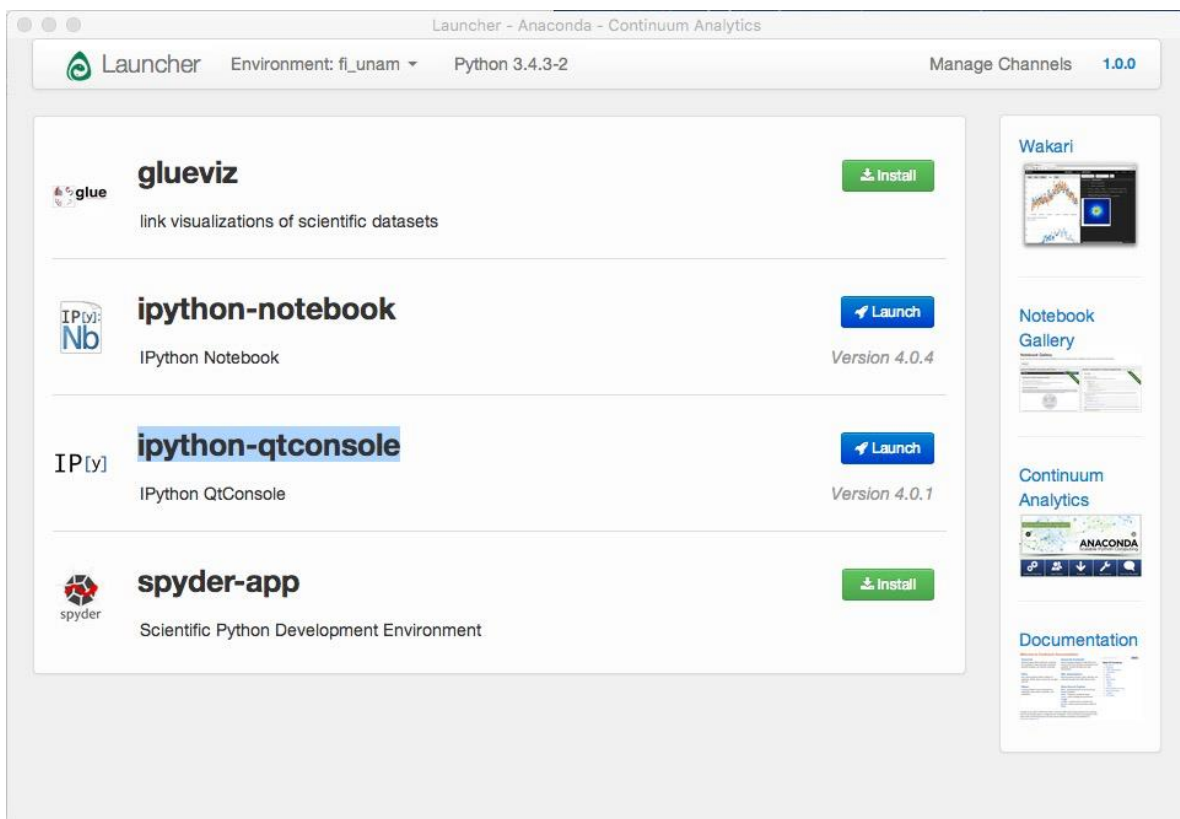 Launcher - Anaconda - Continuum Analytics
Launcher Environment: fi_unam Python 3.4.3-2 Manage Channels 1.0.0
glue
glueviz
Install
link visualizations of scientific datasets
IP[y]:
Nb
ipython-notebook
Launch
IPython Notebook
Version 4.0.4
IP[y]
ipython-qtconsole
Launch
IPython QtConsole
Version 4.0.1
spyder
spyder-app
Install
Scientific Python Development Environment
Wakari
Notebook
Gallery
Continuum
Analytics
ANACONDA
Documentation